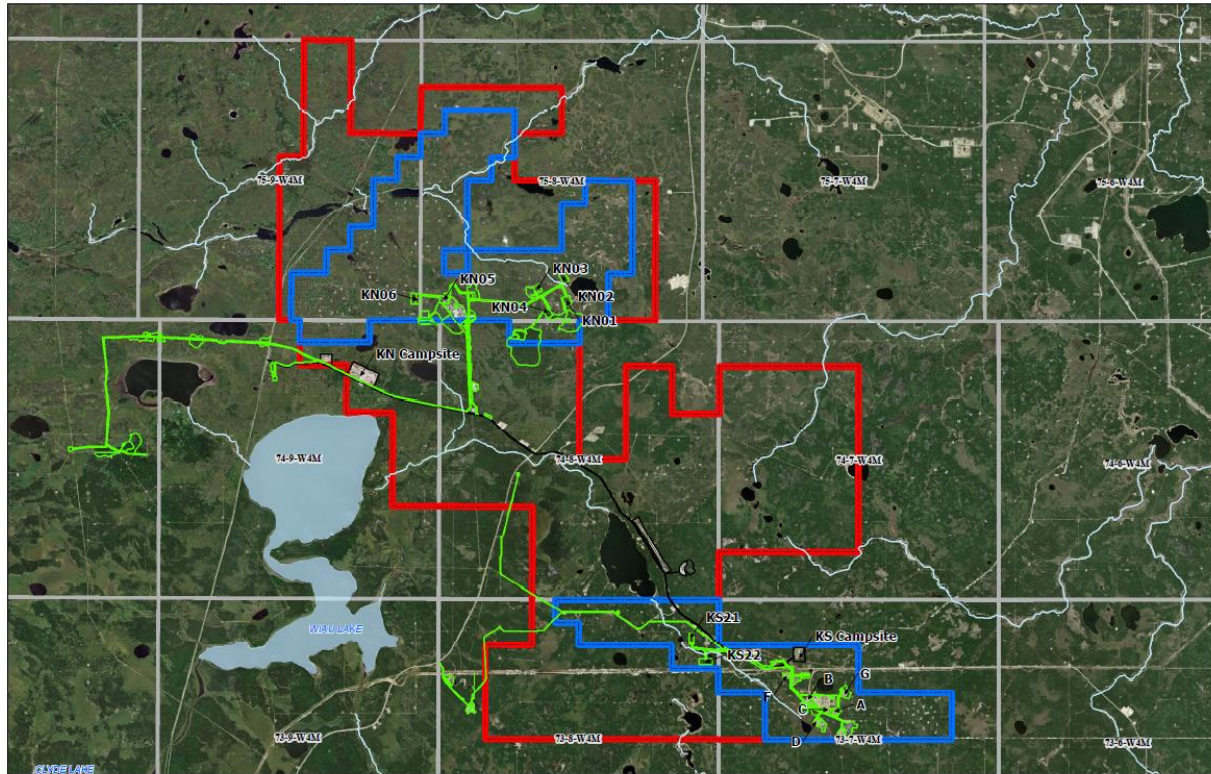 75-9-W4M
75-8-W4M
75-7-W4M
75-6-W4M
KN03
KN05
KN06
KN02
KN04
KN01
KN Campsite
74-9-W4M
74-8-W4M
74-7-W4M
74-6-W4M
KS21
WIAU LAKE
KS Campsite
KS22
B
G
F
A
C
73-9-W4M
73-8-W4M
D
73-7-W4M
73-6-W4M
CLYDE LAKE